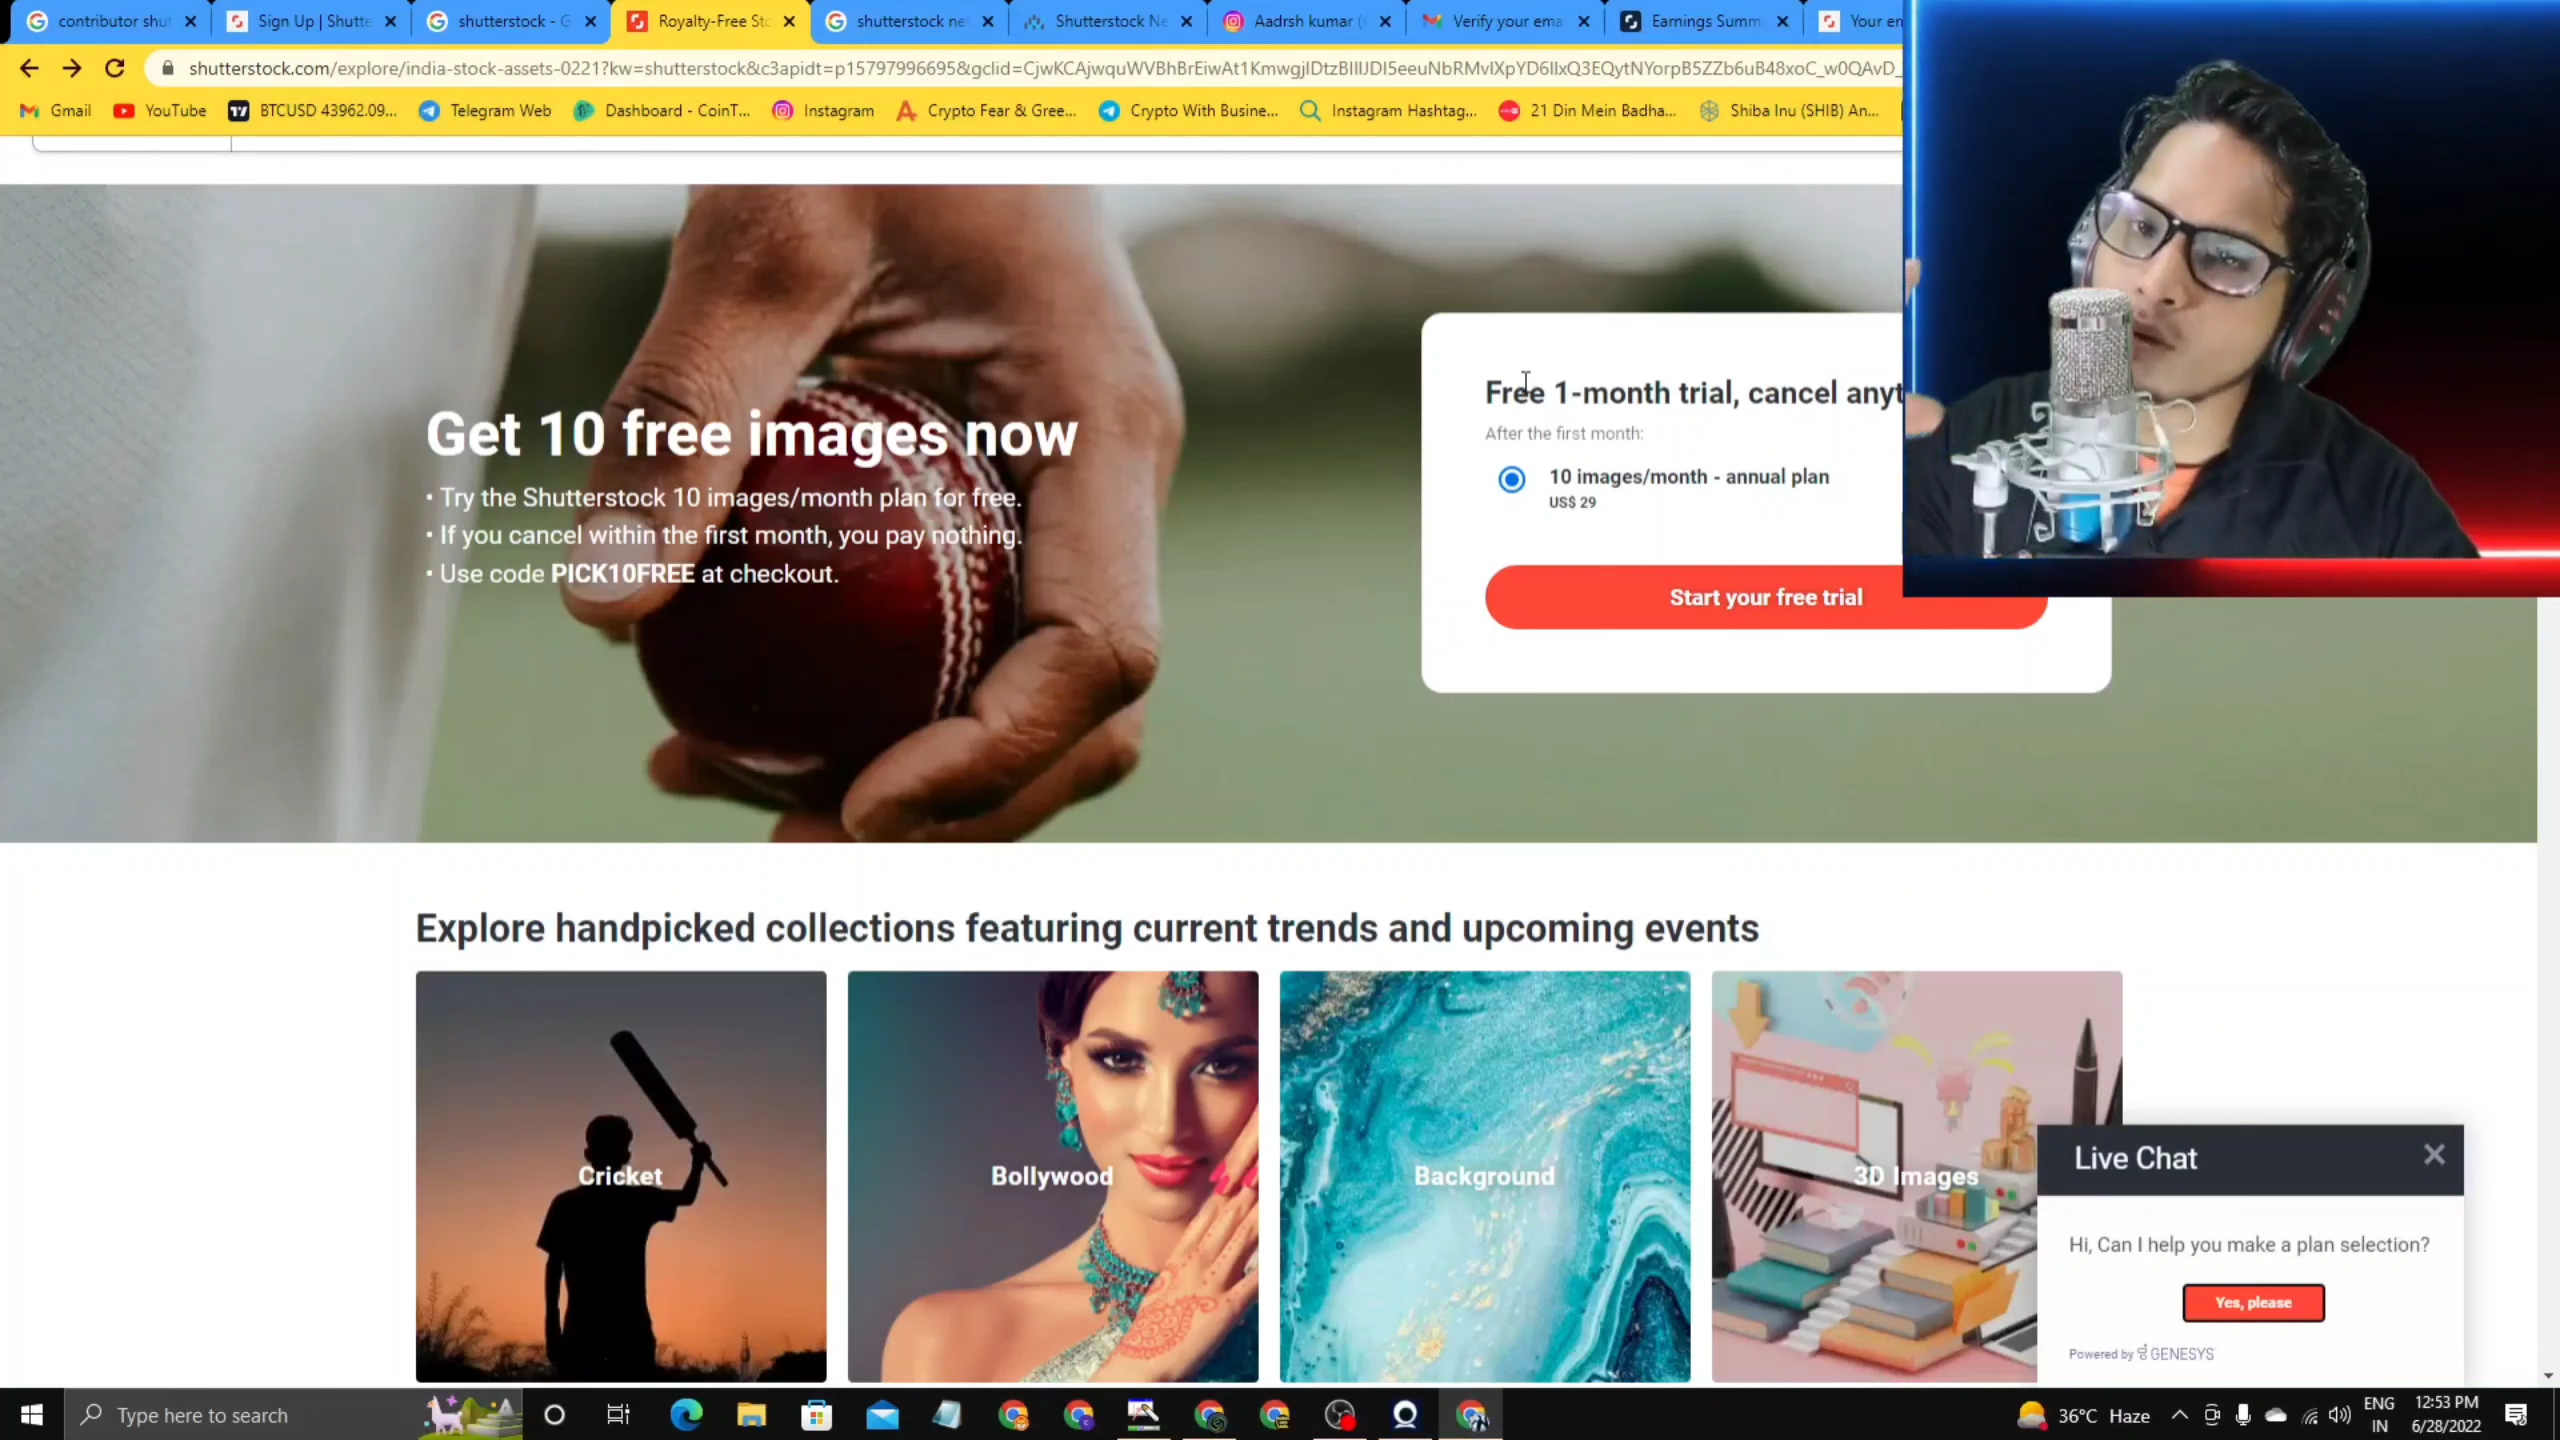 contributor shut
Sign Up | Shutte
shutterstock - G
Royalty-Free Sto
shutterstock net
Shutterstock Ne
Aadrsh kumar (
Verify your ema
Earnings Summ
Your en
shutterstock.com/explore/india-stock-assets-0221?kw=shutterstock&c3apidt=p15797996695&gclid=
Gmail
YouTube
BTCUSD 43962.09...
Telegram Web
Dashboard - CoinT...
Instagram
Crypto Fear & Gree...
Crypto With Busine...
Instagram Hashtag...
21 Din Mein Badha...
Shiba Inu (SHIB) An...
Get 10 free images now
• Try the Shutterstock 10 images/month plan for free.
• If you cancel within the first month, you pay nothing.
• Use code PICK10FREE at checkout.
Free 1-month trial, cancel anyt
After the first month:
10 images/month - annual plan
US$ 29
Start your free trial
Explore handpicked collections featuring current trends and upcoming events
Cricket
Bollywood
Background
3D Images
Live Chat
Hi, Can I help you make a plan selection?
Yes, please
Powered by GENESYS
Type here to search
36°C Haze
ENG
IN
12:53 PM
6/28/2022